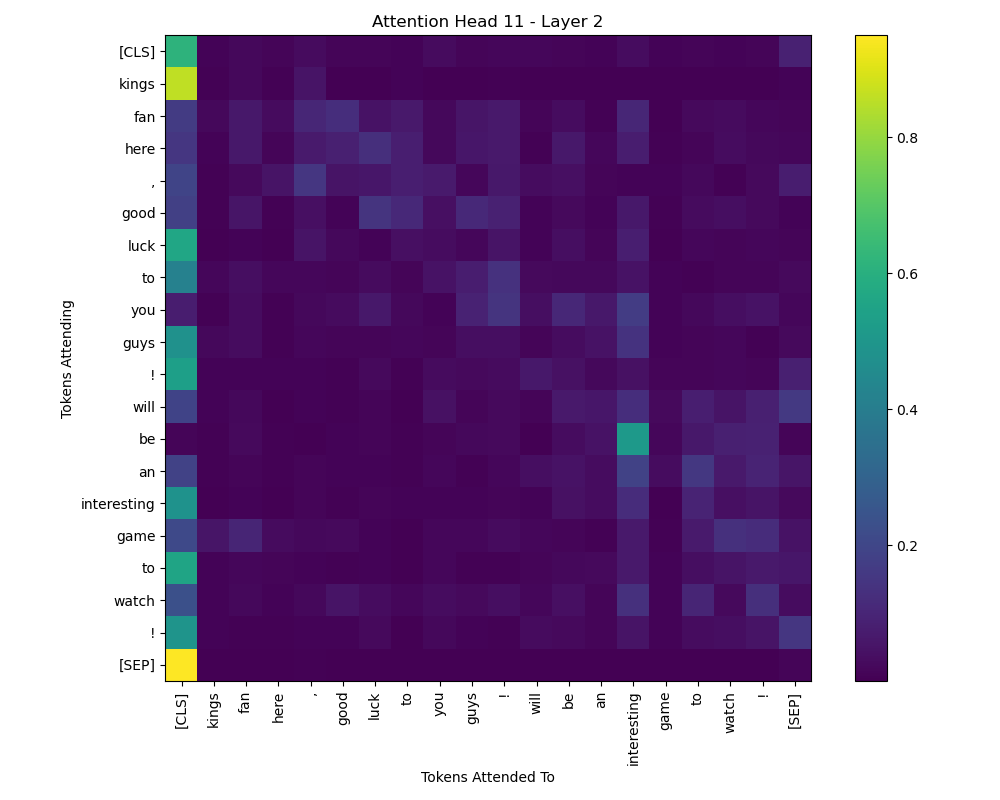 Attention Head 11 - Layer 2
Tokens Attending
[CLS]
kings
fan
here
,
good
luck
to
you
guys
!
will
be
an
interesting
game
to
watch
!
[SEP]
[CLS]
kings
fan
here
,
good
luck
to
you
guys
!
will
be
an
interesting
game
to
watch
!
[SEP]
Tokens Attended To
0.8
0.6
0.4
0.2